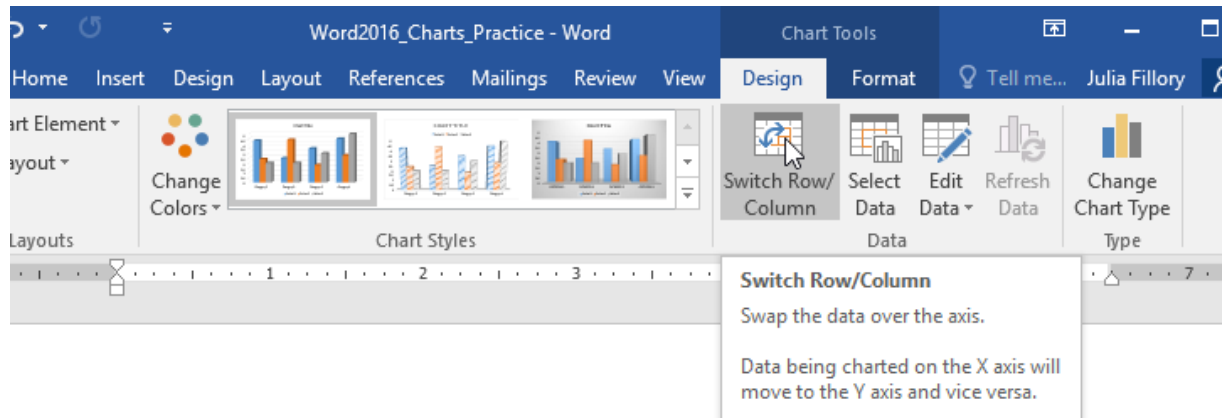 Word2016_Charts_Practice - Word
Chart Tools
Home Insert Design Layout References Mailings Review View Design Format Tell me... Julia Fillory
art Element
ayout
Change
Colors
Switch Row/
Column
Select
Data
Edit
Data
Refresh
Data
Change
Chart Type
Layouts
Chart Styles
Data
Type
1 2 3 7
Switch Row/Column
Swap the data over the axis.
Data being charted on the X axis will
move to the Y axis and vice versa.